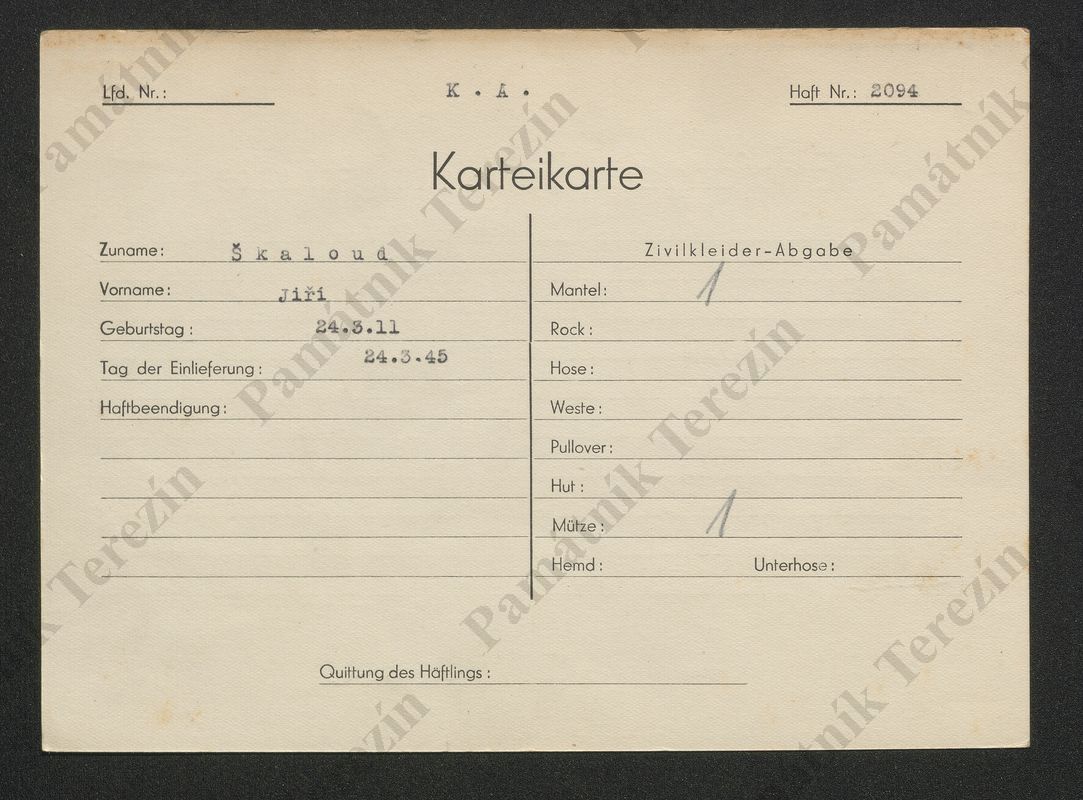 Lfd. Nr.: K. A. Haft Nr.: 2094
Karteikarte
Zuname: Škaloud
Vorname: Jiří
Geburtstag: 24.3.11
Tag der Einlieferung: 24.3.45
Haftbeendigung:
Zivilkleider-Abgabe
Mantel: 1
Rock:
Hose:
Weste:
Pullover:
Hut:
Mütze: 1
Hemd: Unterhose:
Quittung des Häftlings:
Památník Terezín